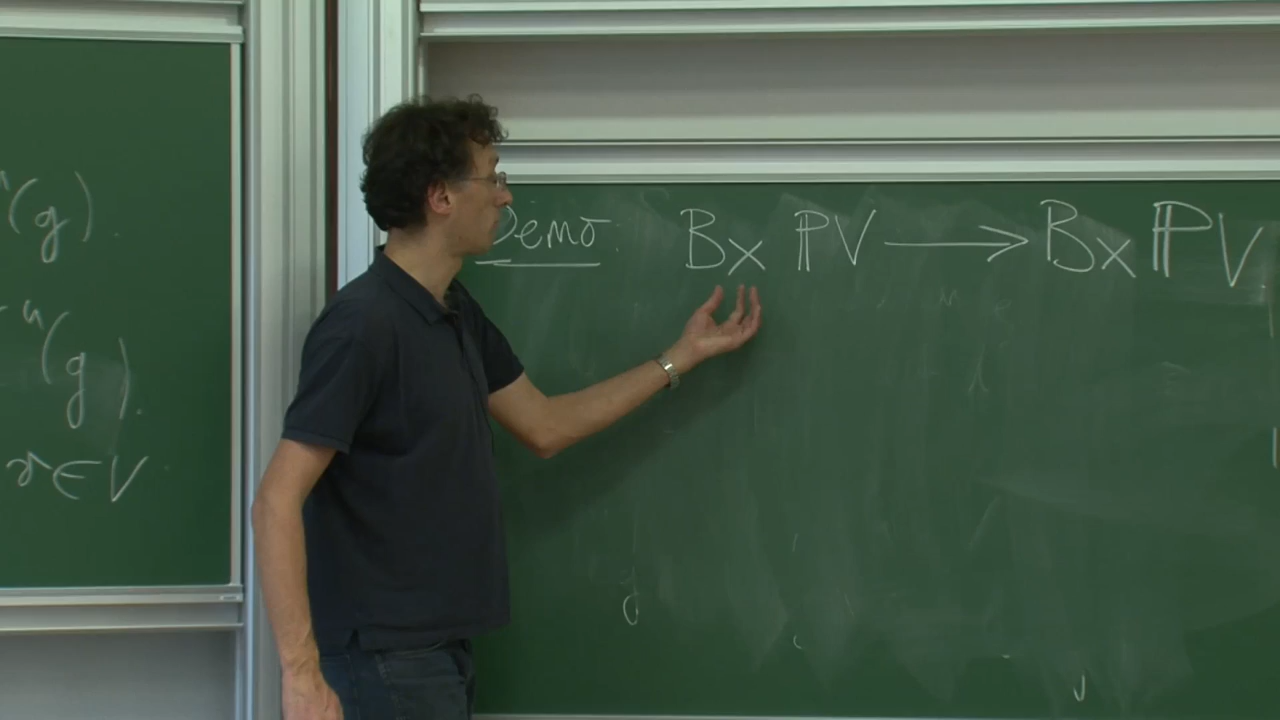 (g).
(g).
v∈V
Demo: B × ℙV ⟶ B × ℙV